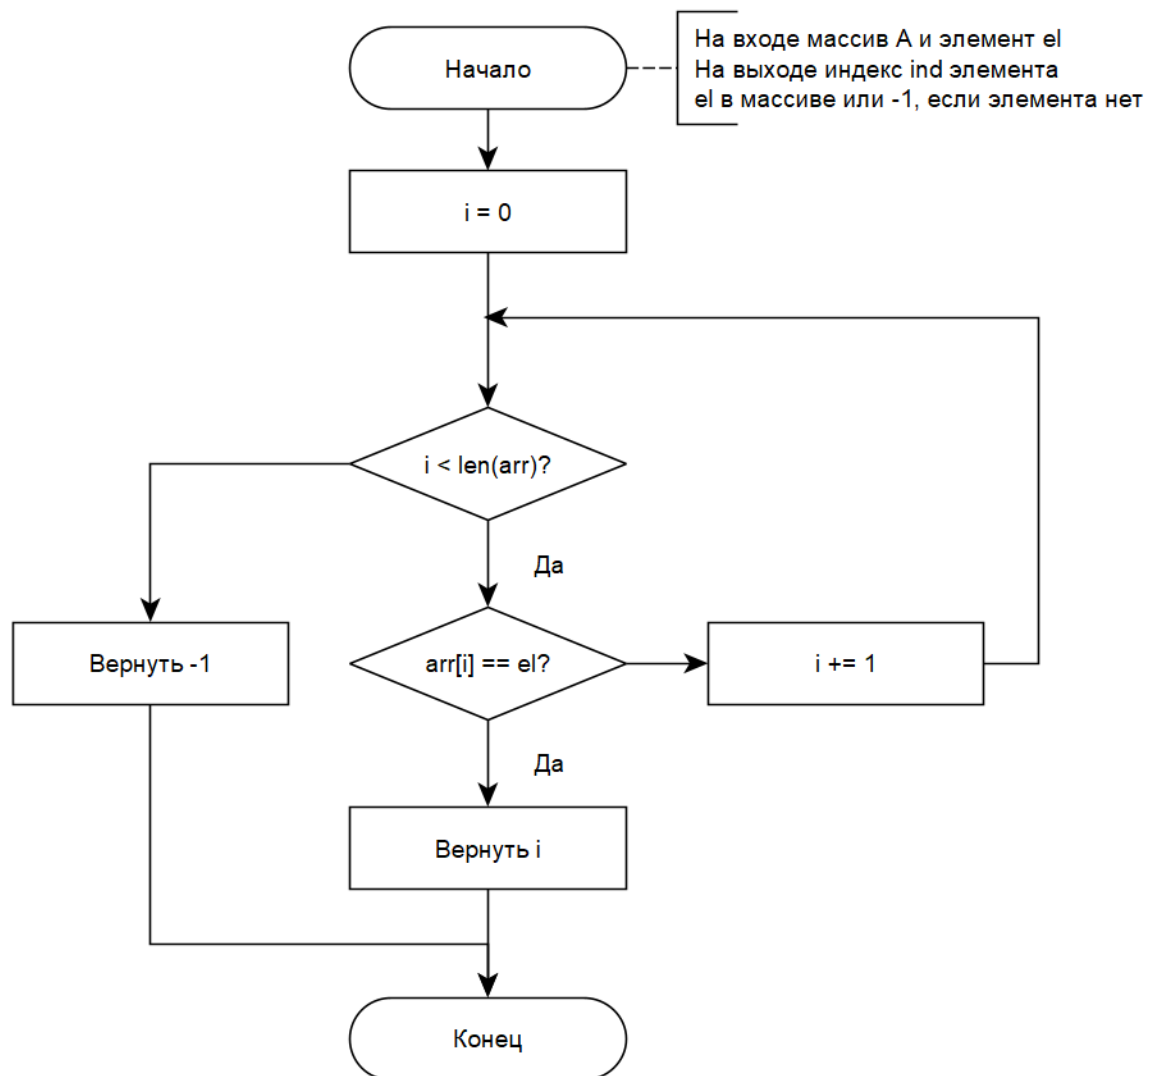 Начало
На входе массив A и элемент el
На выходе индекс ind элемента
el в массиве или -1, если элемента нет
i = 0
i < len(arr)?
Да
Вернуть -1
arr[i] == el?
i += 1
Да
Вернуть i
Конец